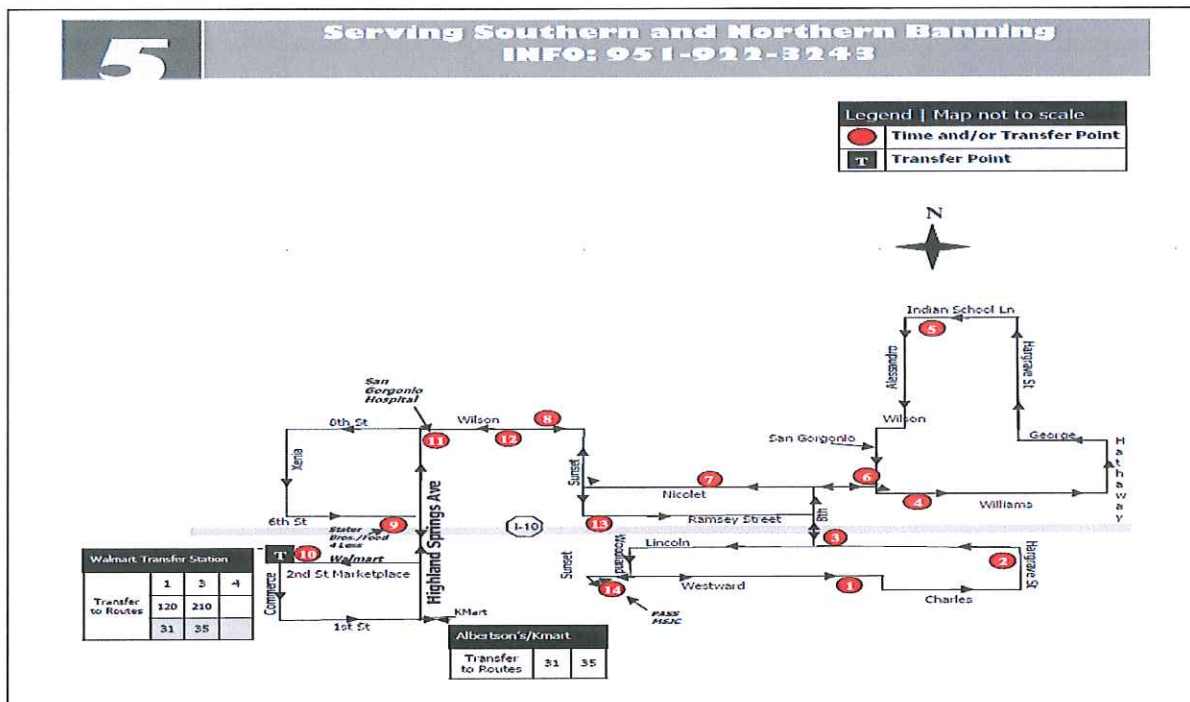 5
Serving Southern and Northern Banning
INFO: 951-922-3243
Legend | Map not to scale
Time and/or Transfer Point
T Transfer Point
N
Indian School Ln
5
Alessandro
Hargrave St
Wilson
San Gorgonio
George
Hathaway
6
4
Williams
San
Gorgonio
Hospital
8th St
Wilson
8
11
12
Xenia
Sunset
7
Nicolet
8th
6th St
9
Stater
Bros./Food
4 Less
Highland Springs Ave
I-10
13
Ramsey Street
3
Lincoln
Woodland
2
Hargrave St
Sunset
14
Westward
1
Charles
PASS
MSJC
T
10
Walmart
2nd St Marketplace
Commerce
1st St
KMart
Walmart Transfer Station
Transfer
to Routes
1 3 4
120 210
31 35
Albertson's/Kmart
Transfer
to Routes
31 35